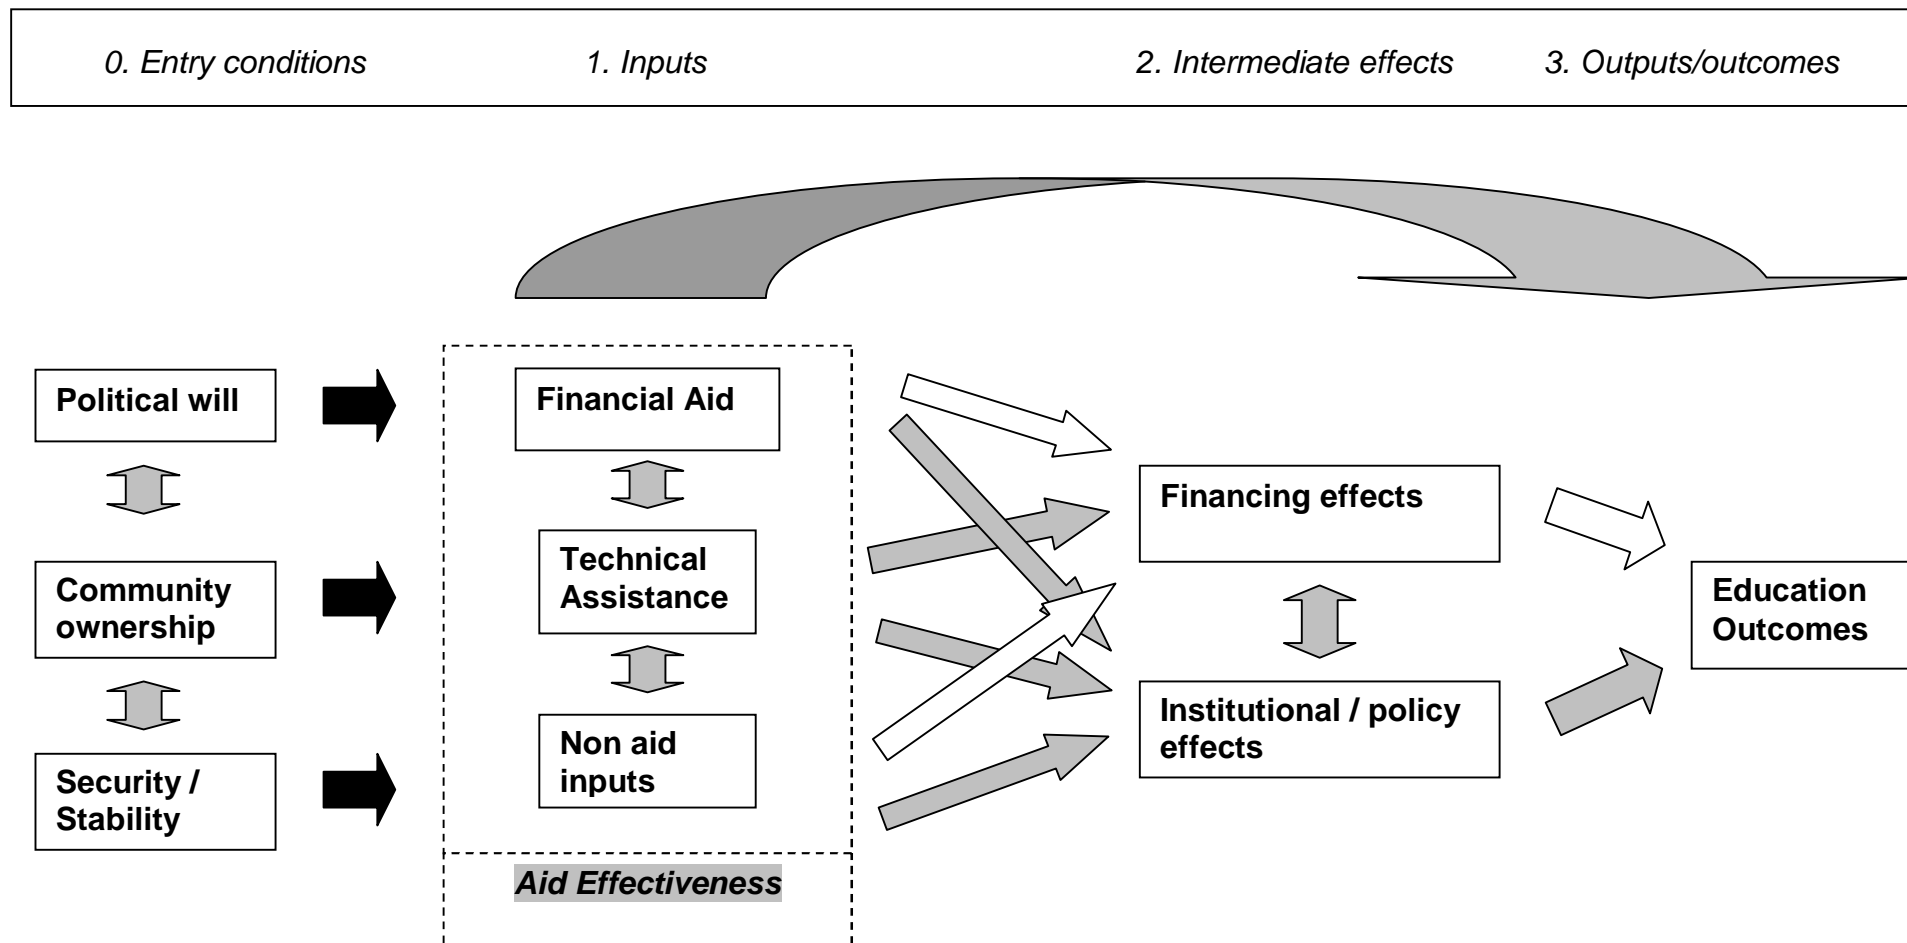 0. Entry conditions
1. Inputs
2. Intermediate effects
3. Outputs/outcomes
Political will
Community
ownership
Security /
Stability
Financial Aid
Technical
Assistance
Non aid
inputs
Aid Effectiveness
Financing effects
Institutional / policy
effects
Education
Outcomes